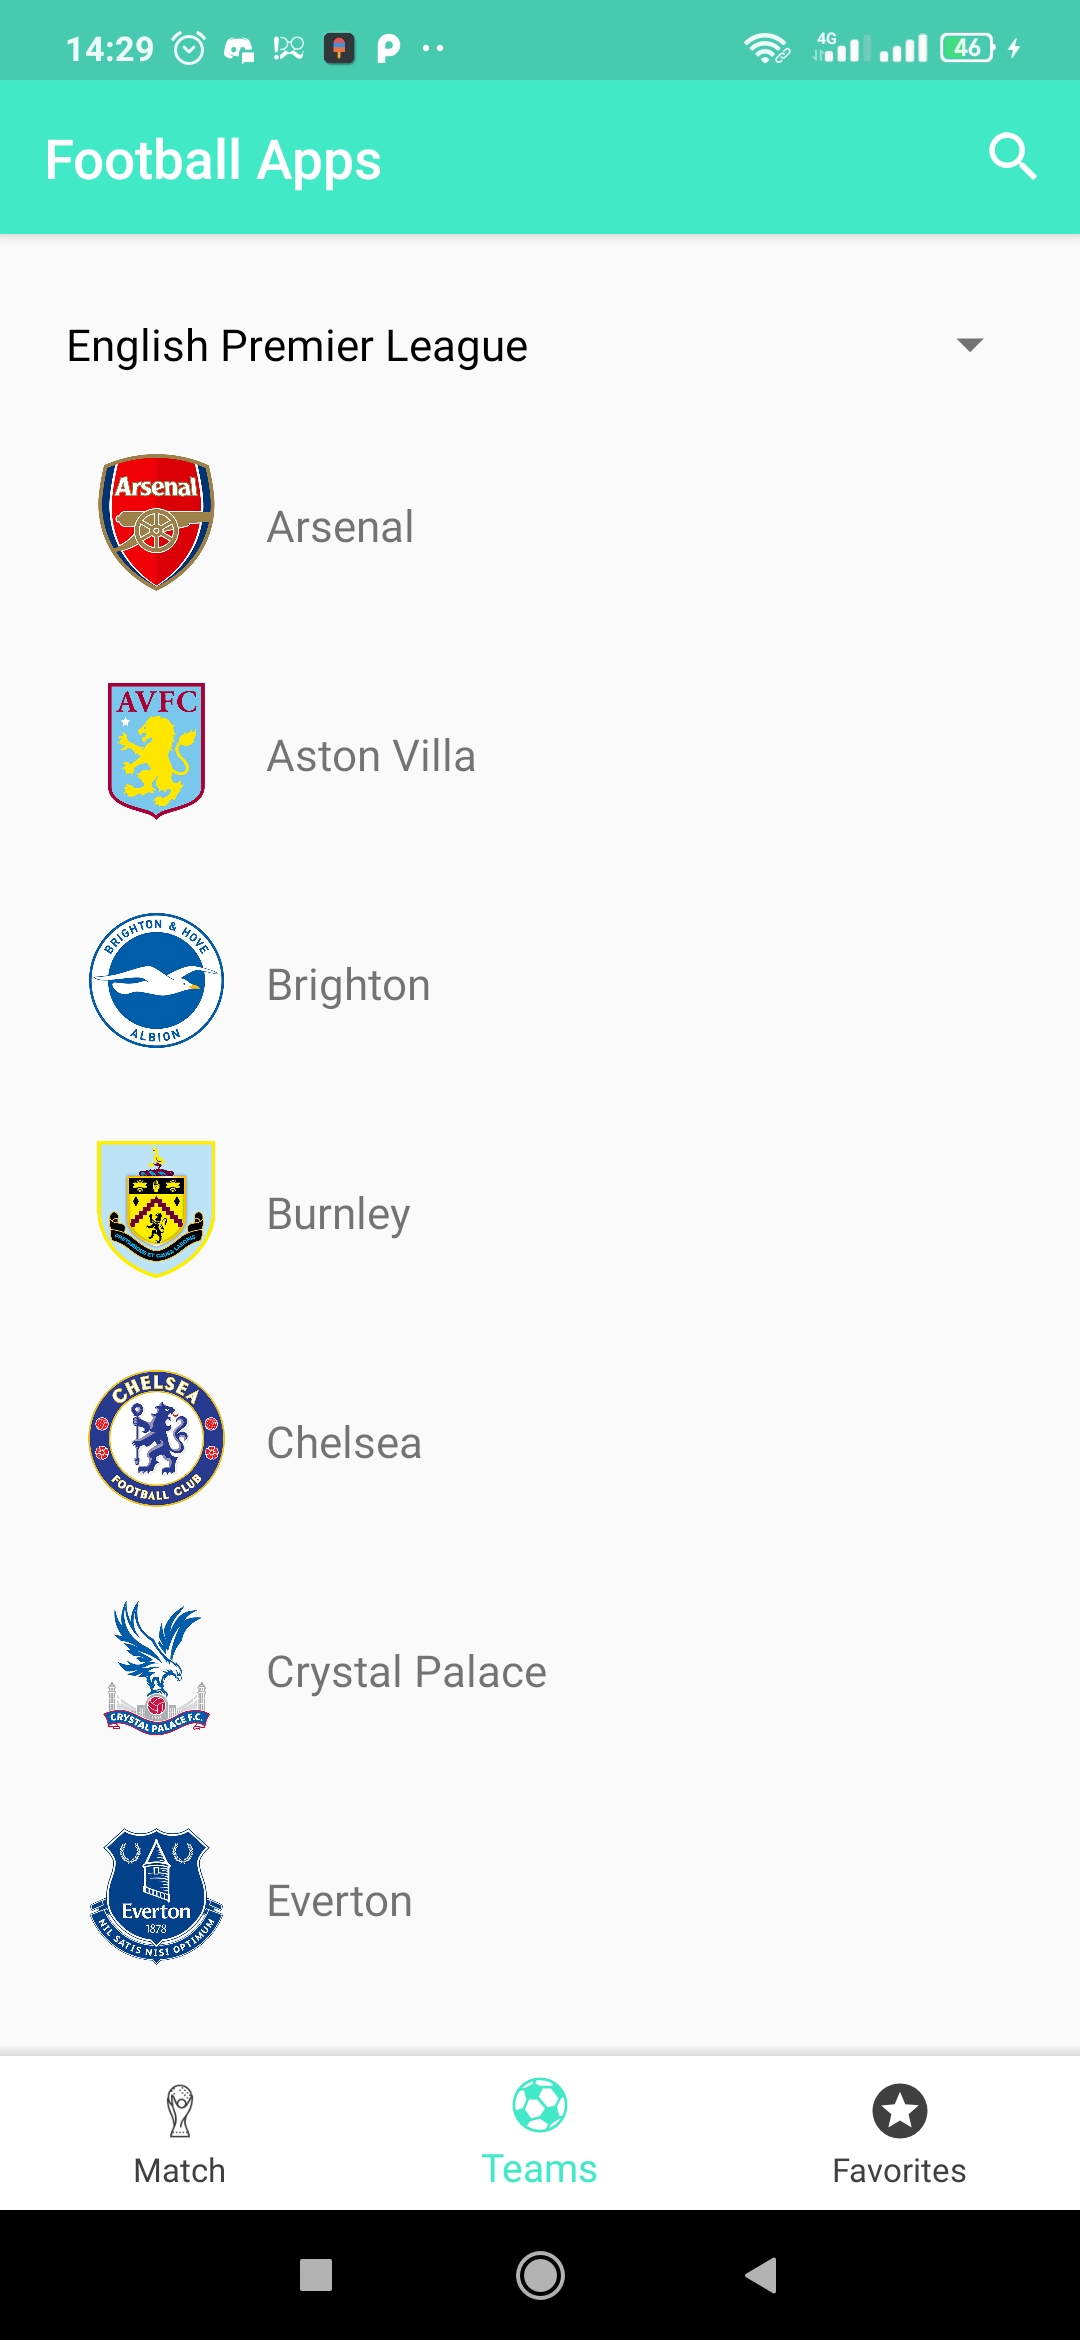 14:29
4G
46
Football Apps
English Premier League
Arsenal
Arsenal
AVFC
Aston Villa
BRIGHTON & HOVE
ALBION
Brighton
Burnley
CHELSEA
FOOTBALL CLUB
Chelsea
CRYSTAL PALACE F.C.
Crystal Palace
Everton
1878
NIL SATIS NISI OPTIMUM
Everton
Match
Teams
Favorites